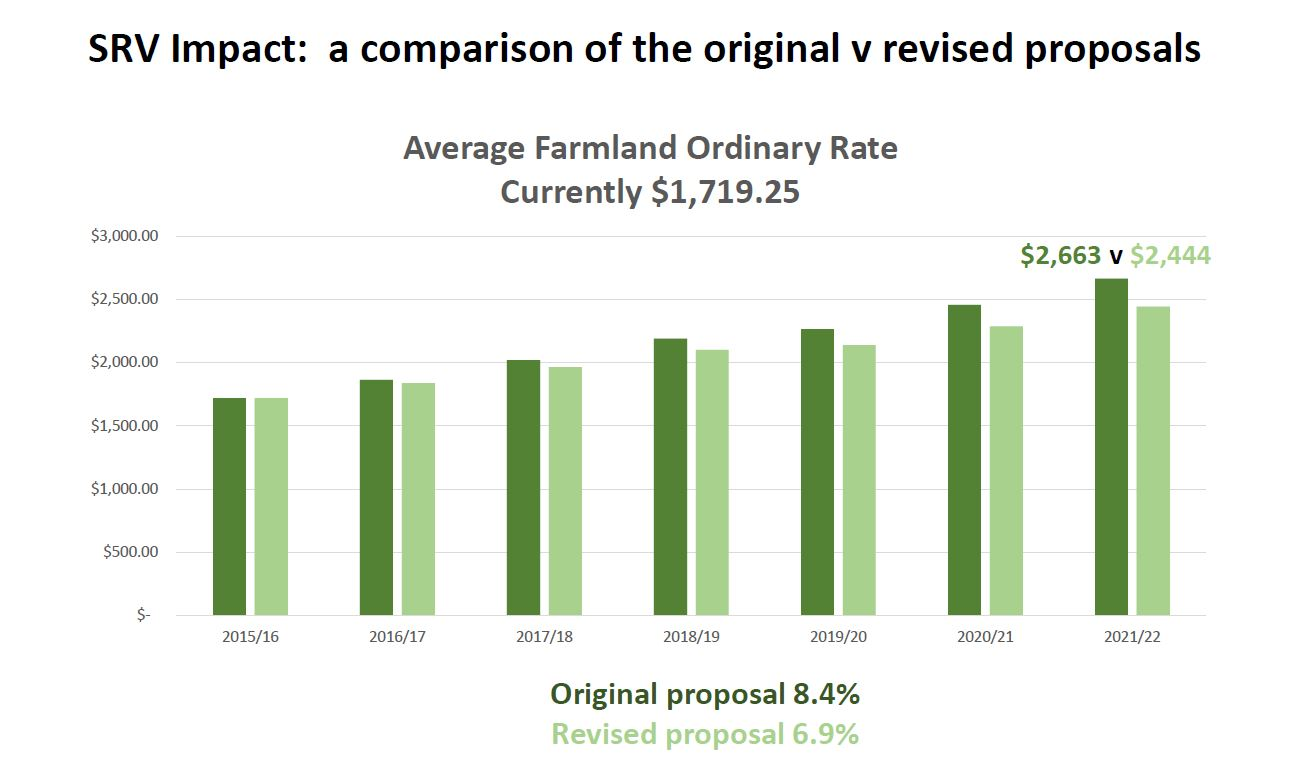 SRV Impact:  a comparison of the original v revised proposals
Average Farmland Ordinary Rate
Currently $1,719.25
$3,000.00
$2,663 v $2,444
$2,500.00
$2,000.00
$1,500.00
$1,000.00
$500.00
$-
2015/16 2016/17 2017/18 2018/19 2019/20 2020/21 2021/22
Original proposal 8.4%
Revised proposal 6.9%